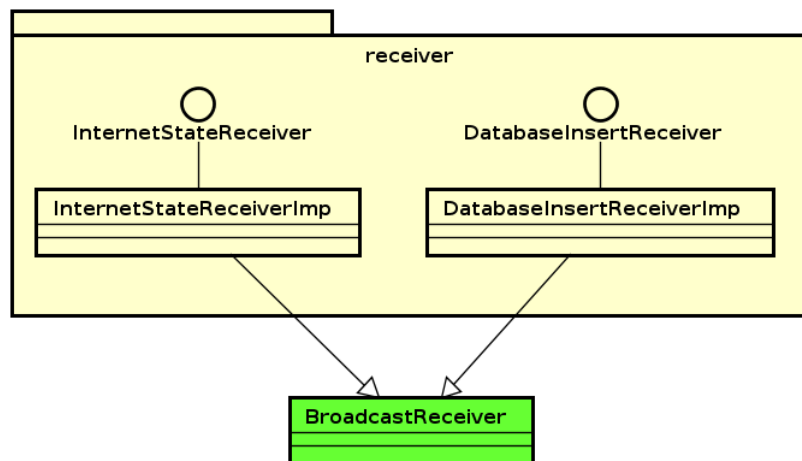 receiver
InternetStateReceiver
DatabaseInsertReceiver
InternetStateReceiverImp
DatabaseInsertReceiverImp
BroadcastReceiver